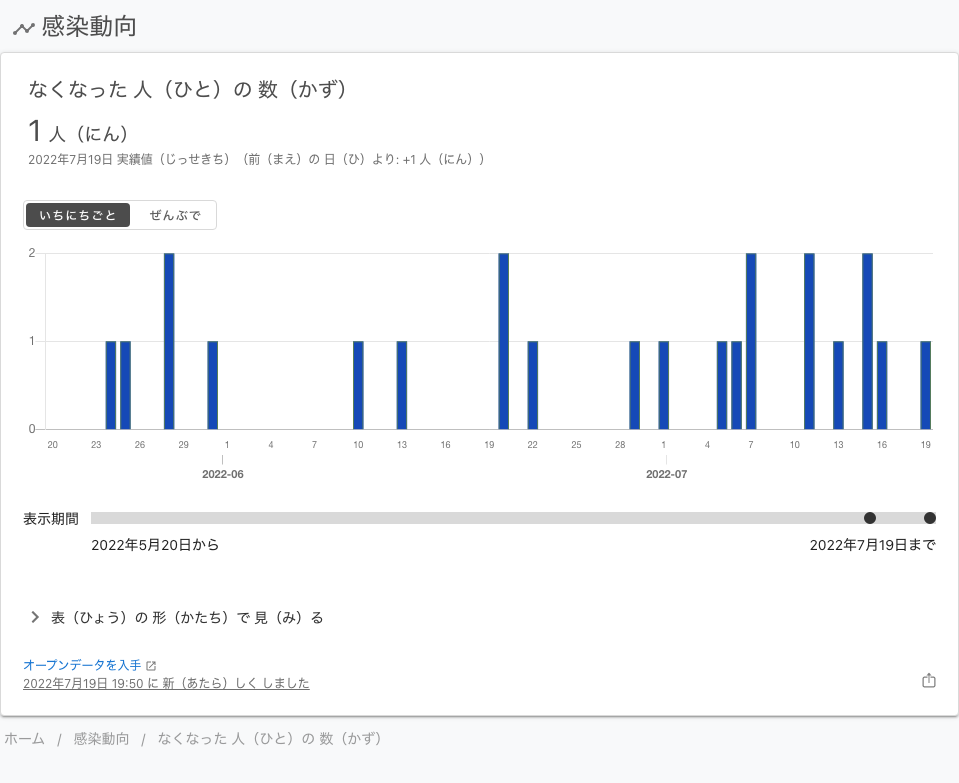 感染動向
なくなった 人（ひと）の 数（かず）
1 人（にん）
2022年7月19日 実績値（じっせきち）（前（まえ）の 日（ひ）より: +1 人（にん））
いちにちごと ぜんぶで
2
1
0
20 23 26 29 1 4 7 10 13 16 19 22 25 28 1 4 7 10 13 16 19
2022-06 2022-07
表示期間
2022年5月20日から 2022年7月19日まで
表（ひょう）の 形（かたち）で 見（み）る
オープンデータを入手
2022年7月19日 19:50 に 新（あたら）しく しました
ホーム / 感染動向 / なくなった 人（ひと）の 数（かず）